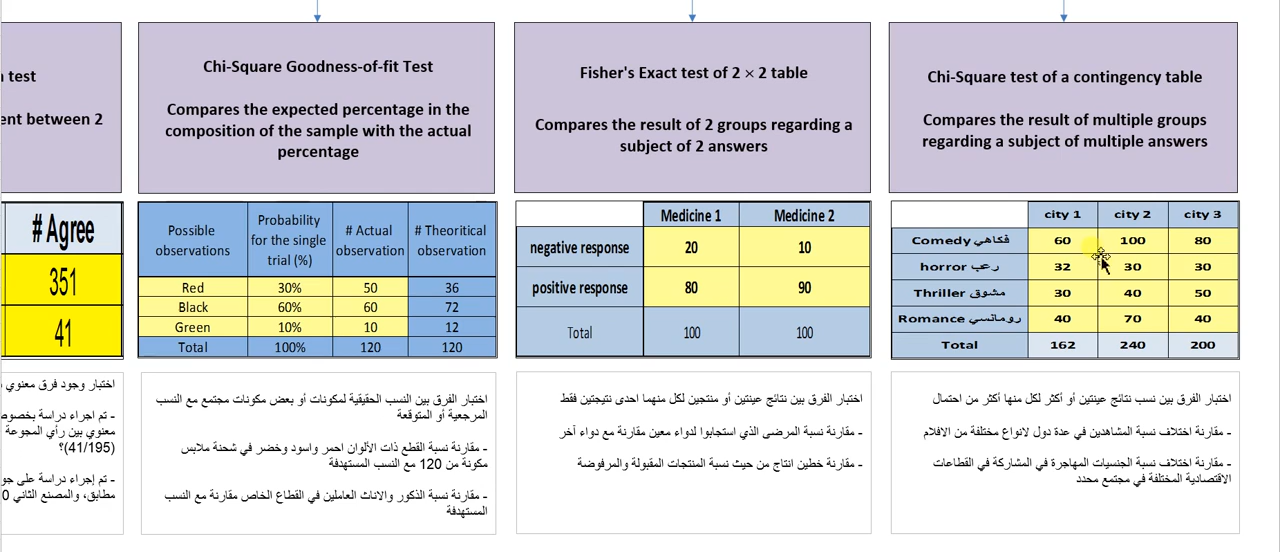 n test
ent between 2
# Agree
351
41
اختبار وجود فرق معنوي
- تم اجراء دراسة بخصوص
معنوي بين رأي المجوعة
(41/195)؟
- تم إجراء دراسة على
مطابق، والمصنع الثاني 0
Chi-Square Goodness-of-fit Test
Compares the expected percentage in the
composition of the sample with the actual
percentage
Possible observations | Probability for the single trial (%) | # Actual observation | # Theoritical observation
Red 30% 50 36
Black 60% 60 72
Green 10% 10 12
Total 100% 120 120
اختبار الفرق بين النسب الحقيقية لمكونات أو بعض مكونات مجتمع مع النسب
المرجعية أو المتوقعة
- مقارنة نسبة القطع ذات الألوان احمر واسود وخضر في شحنة ملابس
مكونة من 120 مع النسب المستهدفة
- مقارنة نسبة الذكور والاناث العاملين في القطاع الخاص مقارنة مع النسب
المستهدفة
Fisher's Exact test of 2 × 2 table
Compares the result of 2 groups regarding a
subject of 2 answers
Medicine 1 Medicine 2
negative response 20 10
positive response 80 90
Total 100 100
اختبار الفرق بين نتائج عينتين أو منتجين لكل منهما احدى نتيجتين فقط
- مقارنة نسبة المرضى الذي استجابوا لدواء معين مقارنة مع دواء آخر
- مقارنة خطين انتاج من حيث نسبة المنتجات المقبولة والمرفوضة
Chi-Square test of a contingency table
Compares the result of multiple groups
regarding a subject of multiple answers
city 1 city 2 city 3
Comedy فكاهي 60 100 80
horror رعب 32 30 30
Thriller مشوق 30 40 50
Romance رومانسي 40 70 40
Total 162 240 200
اختبار الفرق بين نسب نتائج عينتين أو أكثر لكل منها أكثر من احتمال
- مقارنة اختلاف نسبة المشاهدين في عدة دول لانواع مختلفة من الافلام
- مقارنة اختلاف نسبة الجنسيات المهاجرة في المشاركة في القطاعات
الاقتصادية المختلفة في مجتمع محدد